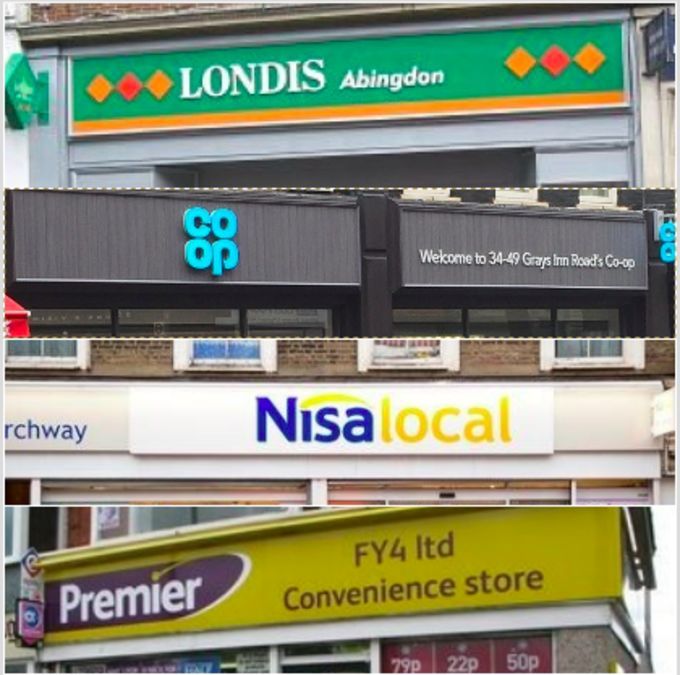 LONDIS Abingdon
co
op
Welcome to 34-49 Grays Inn Road's Co-op
rchway
Nisalocal
FY4 ltd
Premier
Convenience store
79p 22p 50p